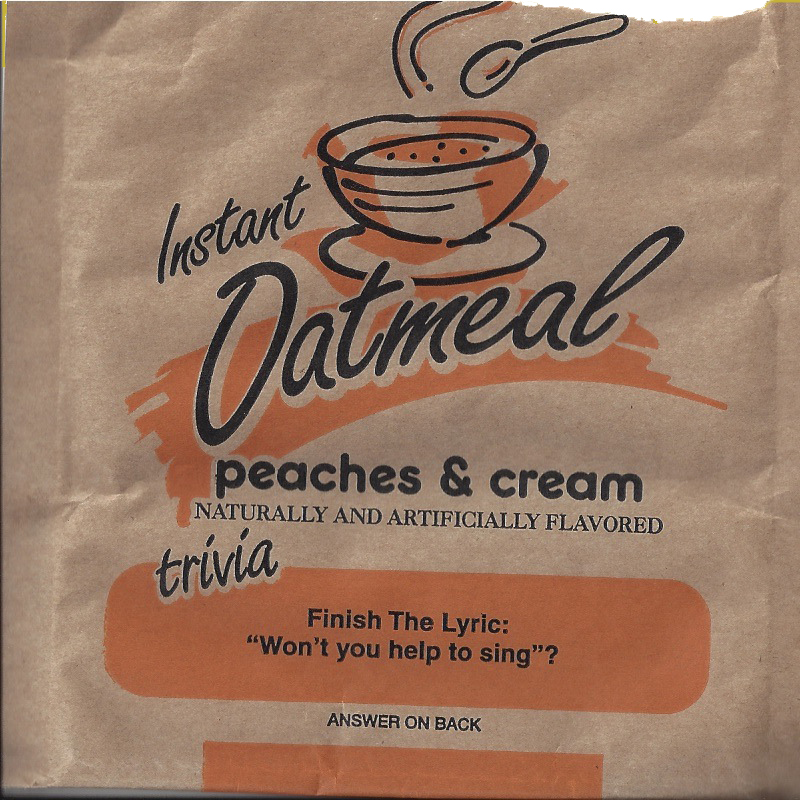 Instant
Oatmeal
peaches & cream
NATURALLY AND ARTIFICIALLY FLAVORED
trivia
Finish The Lyric:
“Won’t you help to sing”?
ANSWER ON BACK